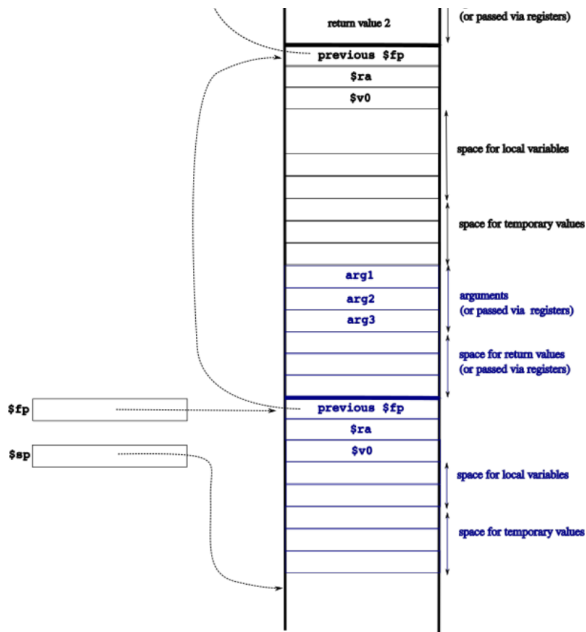 return value 2
(or passed via registers)
previous $fp
$ra
$v0
space for local variables
space for temporary values
arg1
arg2
arg3
arguments
(or passed via registers)
space for return values
(or passed via registers)
$fp
previous $fp
$ra
$sp
$v0
space for local variables
space for temporary values